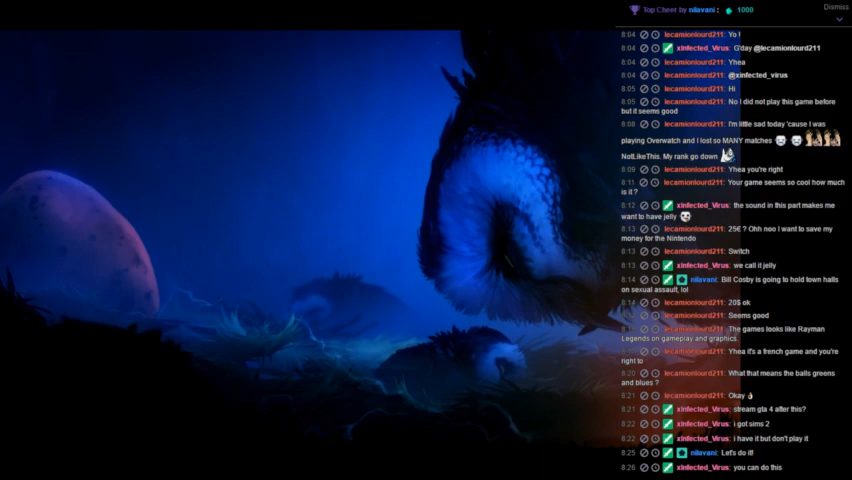 Top Cheer by nilavani : 1000
Dismiss
8:04 lecamionlourd211: Yo !
8:04 xInfected_Virus: G'day @lecamionlourd211
8:04 lecamionlourd211: Yhea
8:04 lecamionlourd211: @xinfected_virus
8:05 lecamionlourd211: Hi
8:05 lecamionlourd211: No I did not play this game before
but it seems good
8:08 lecamionlourd211: I'm little sad today 'cause I was
playing Overwatch and I lost so MANY matches
NotLikeThis. My rank go down
8:09 lecamionlourd211: Yhea you're right
8:11 lecamionlourd211: Your game seems so cool how much
is it ?
8:12 xInfected_Virus: the sound in this part makes me
want to have jelly
8:13 lecamionlourd211: 25€ ? Ohh noo I want to save my
money for the Nintendo
8:13 lecamionlourd211: Switch
8:13 xInfected_Virus: we call it jelly
8:14 nilavani: Bill Cosby is going to hold town halls
on sexual assault, lol
8:14 lecamionlourd211: 20$ ok
lecamionlourd211: Seems good
lecamionlourd211: The games looks like Rayman
Legends on gameplay and graphics
lecamionlourd211: Yhea it's a french game and you're
right to
8:20 lecamionlourd211: What that means the balls greens
and blues ?
8:21 lecamionlourd211: Okay 👌
8:21 xInfected_Virus: stream gta 4 after this?
8:22 xInfected_Virus: i got sims 2
8:22 xInfected_Virus: i have it but don't play it
8:25 nilavani: Let's do it!
8:26 xInfected_Virus: you can do this